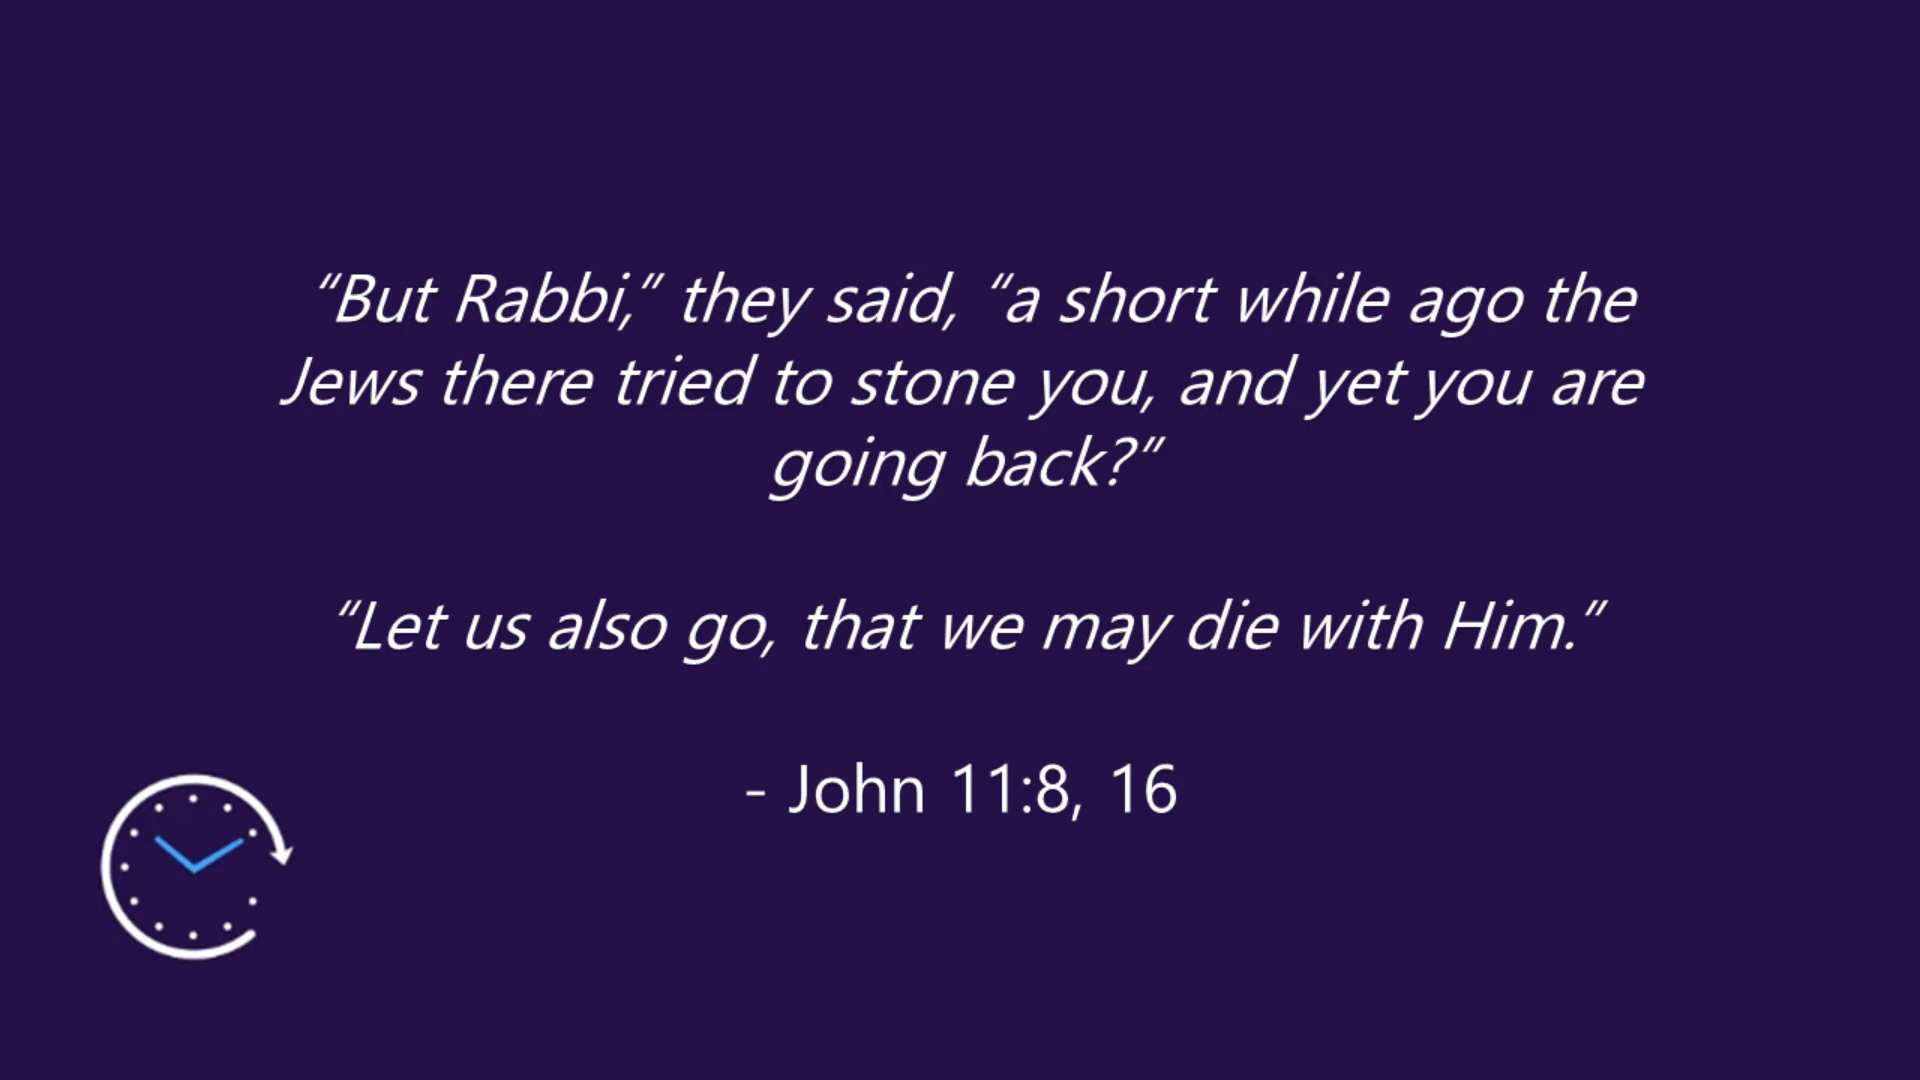 “But Rabbi,” they said, “a short while ago the
Jews there tried to stone you, and yet you are
going back?”
“Let us also go, that we may die with Him.”
- John 11:8, 16